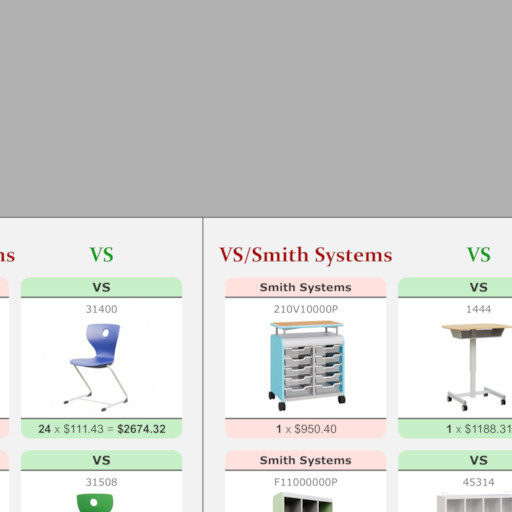 ms
VS
VS/Smith Systems
VS
VS
31400
24 x $111.43 = $2674.32
Smith Systems
210V10000P
1 x $950.40
VS
1444
1 x $1188.31
VS
31508
Smith Systems
F11000000P
VS
45314